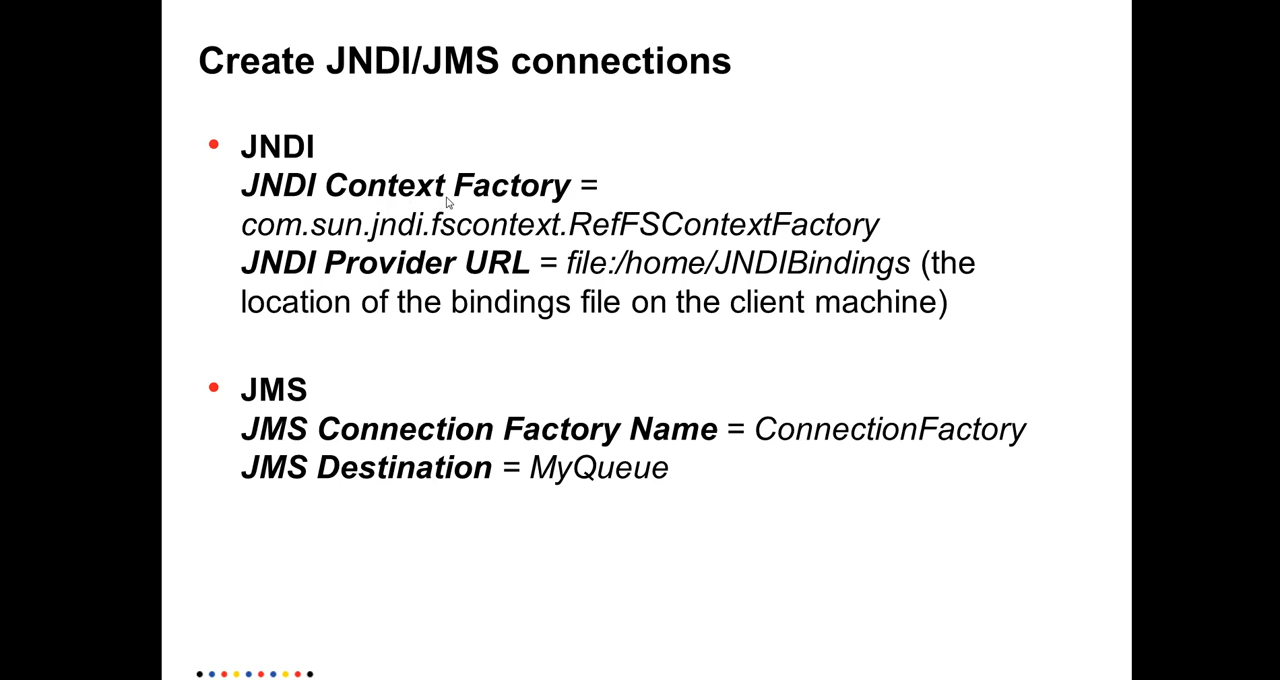 Create JNDI/JMS connections
• JNDI
JNDI Context Factory =
com.sun.jndi.fscontext.RefFSContextFactory
JNDI Provider URL = file:/home/JNDIBindings (the
location of the bindings file on the client machine)
• JMS
JMS Connection Factory Name = ConnectionFactory
JMS Destination = MyQueue